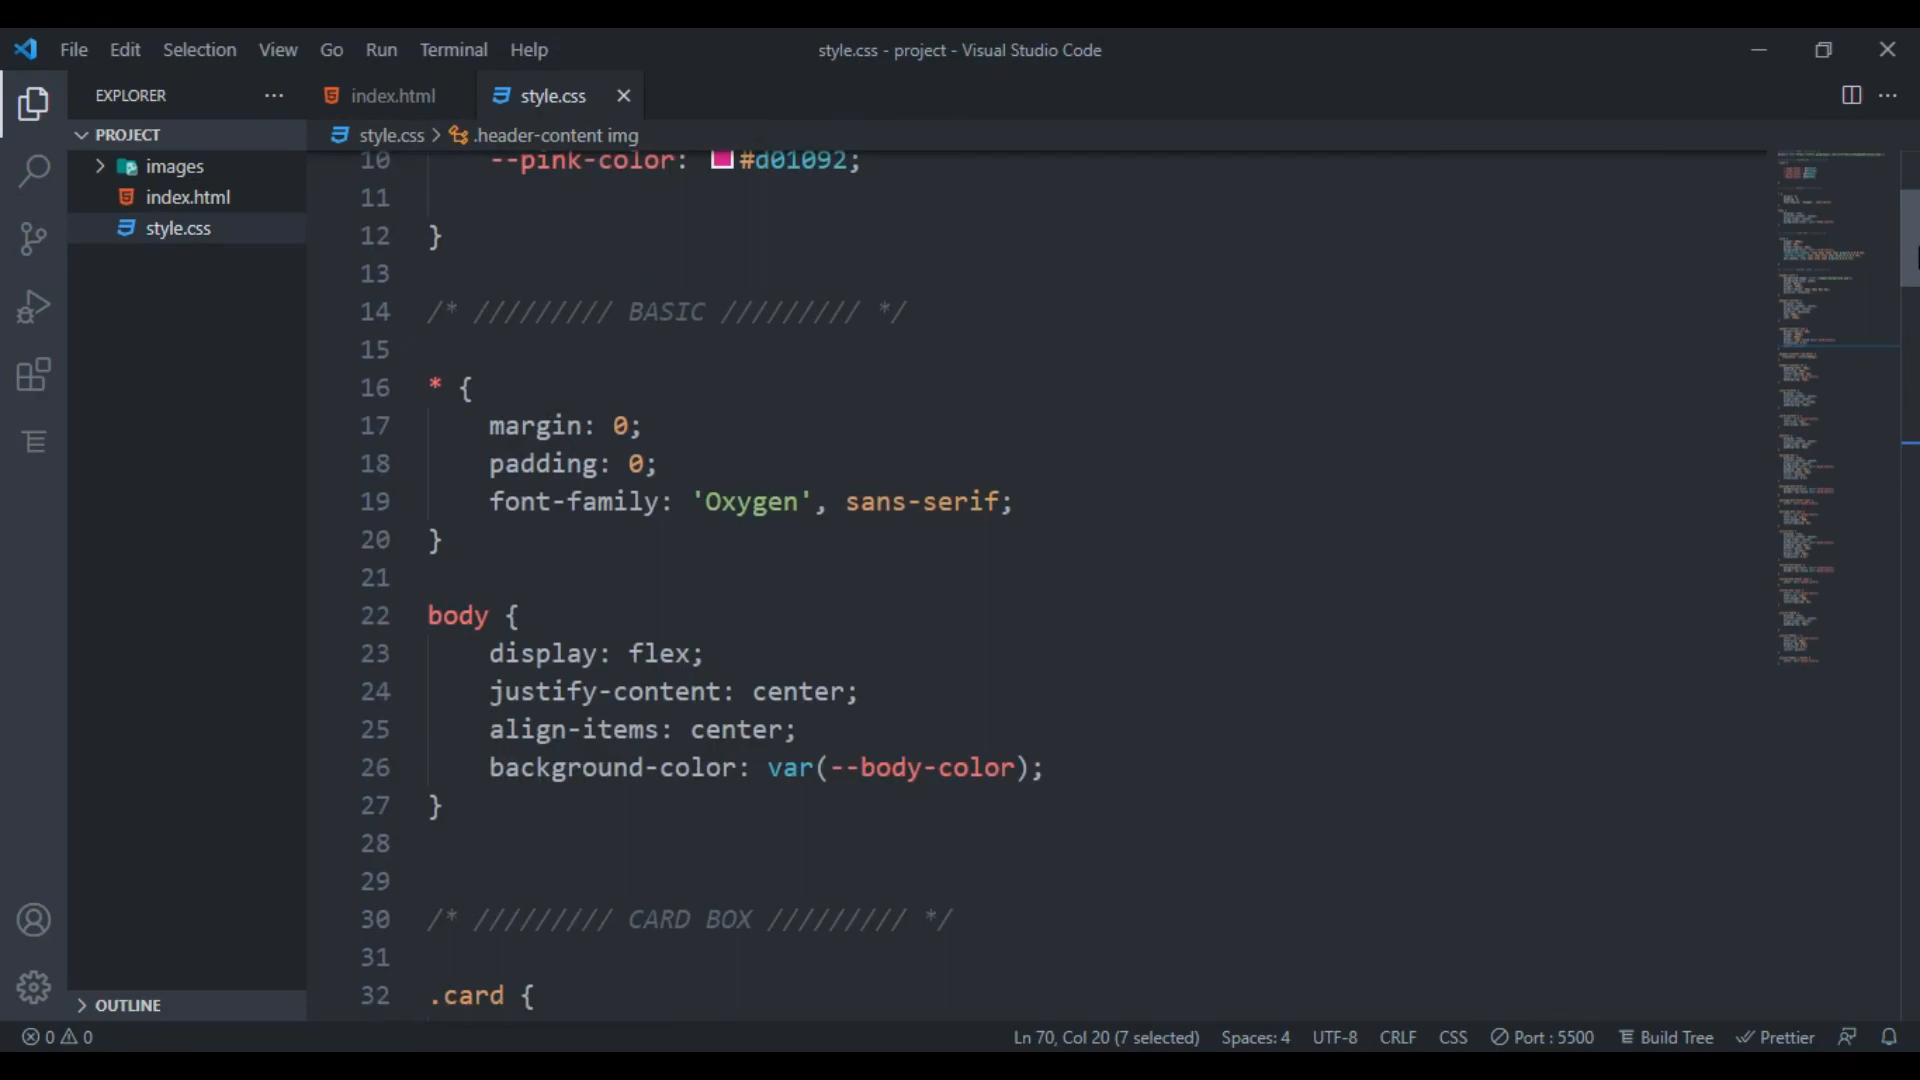 File Edit Selection View Go Run Terminal Help
style.css - project - Visual Studio Code
EXPLORER
index.html
style.css
PROJECT
images
index.html
style.css
OUTLINE
style.css > .header-content img
10 --pink-color: #d01092;
11
12 }
13
14 /* ///////// BASIC ///////// */
15
16 * {
17 margin: 0;
18 padding: 0;
19 font-family: 'Oxygen', sans-serif;
20 }
21
22 body {
23 display: flex;
24 justify-content: center;
25 align-items: center;
26 background-color: var(--body-color);
27 }
28
29
30 /* ///////// CARD BOX ///////// */
31
32 .card {
0 0
Ln 70, Col 20 (7 selected) Spaces: 4 UTF-8 CRLF CSS Port : 5500 Build Tree Prettier